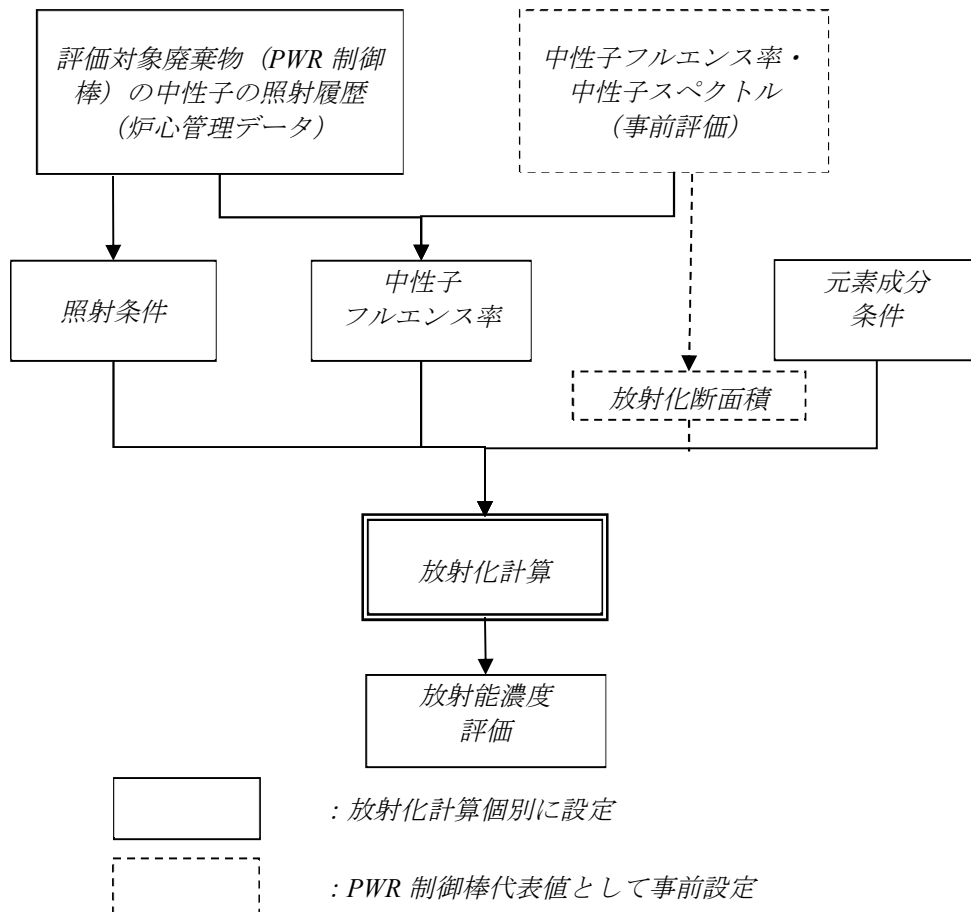 評価対象廃棄物（PWR 制御
棒）の中性子の照射履歴
（炉心管理データ）
中性子フルエンス率・
中性子スペクトル
（事前評価）
照射条件
中性子
フルエンス率
元素成分
条件
放射化断面積
放射化計算
放射能濃度
評価
：放射化計算個別に設定
：PWR 制御棒代表値として事前設定